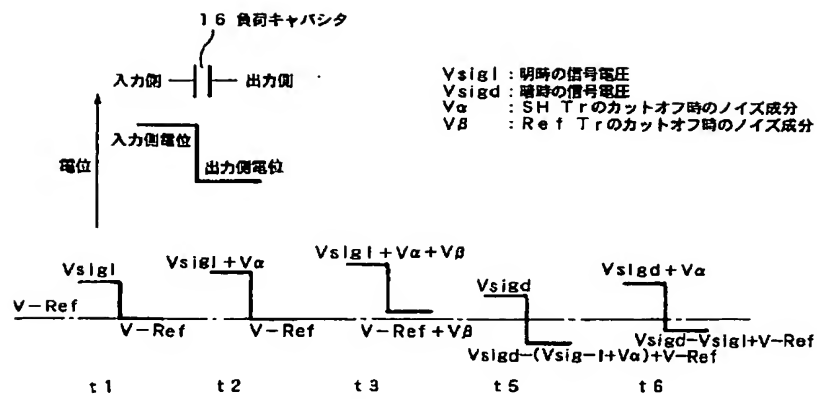 16 負荷キャパシタ
入力側
出力側
Vsigl:明時の信号電圧
Vsigd:暗時の信号電圧
Vα:SH Trのカットオフ時のノイズ成分
Vβ:Ref Trのカットオフ時のノイズ成分
電位
入力側電位
出力側電位
Vsigl
Vsigl+Vα
Vsigl+Vα+Vβ
Vsigd
Vsigd+Vα
V-Ref
V-Ref
V-Ref
V-Ref+Vβ
Vsigd-(Vsig-l+Vα)+V-Ref
Vsigd-Vsigl+V-Ref
t1
t2
t3
t5
t6